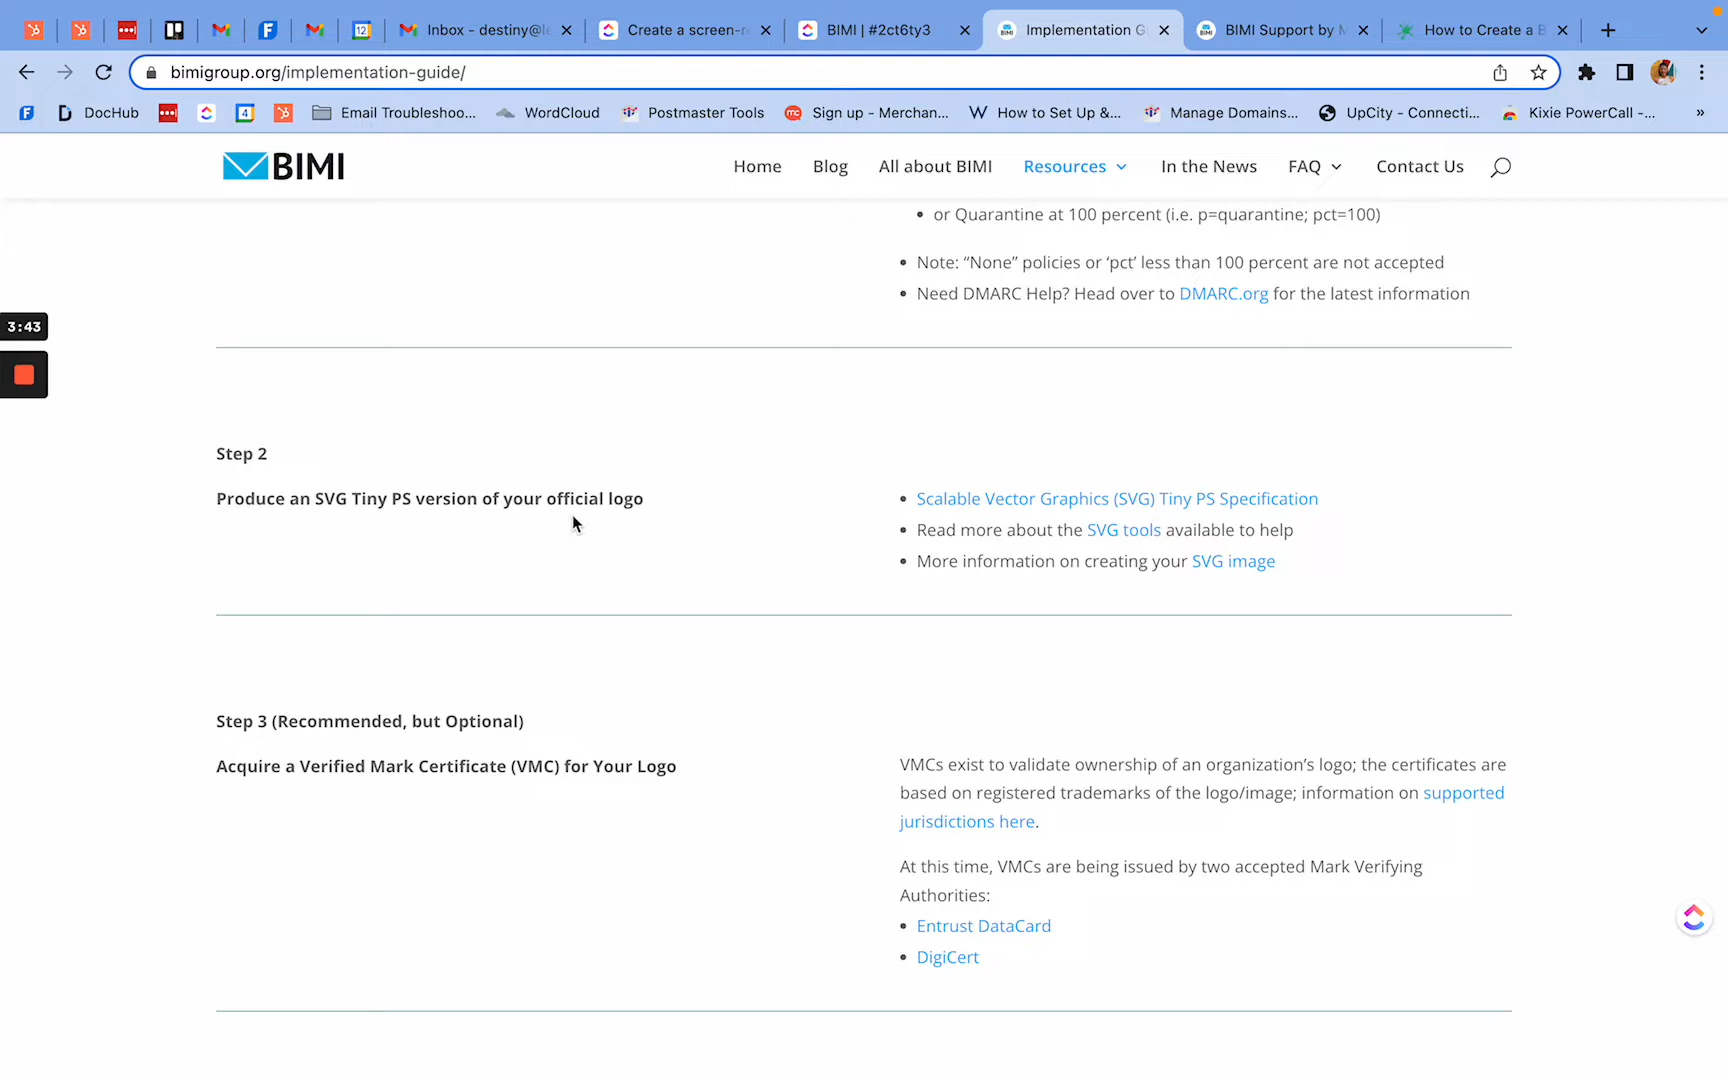 Inbox - destiny@l
Create a screen-r
BIMI | #2ct6ty3
Implementation G
BIMI Support by M
How to Create a B
bimigroup.org/implementation-guide/
DocHub
4
Email Troubleshoo...
WordCloud
Postmaster Tools
Sign up - Merchan...
How to Set Up &...
Manage Domains...
UpCity - Connecti...
Kixie PowerCall -...
»
BIMI
Home
Blog
All about BIMI
Resources
In the News
FAQ
Contact Us
• or Quarantine at 100 percent (i.e. p=quarantine; pct=100)
• Note: “None” policies or ‘pct’ less than 100 percent are not accepted
• Need DMARC Help? Head over to DMARC.org for the latest information
3:43
Step 2
Produce an SVG Tiny PS version of your official logo
• Scalable Vector Graphics (SVG) Tiny PS Specification
• Read more about the SVG tools available to help
• More information on creating your SVG image
Step 3 (Recommended, but Optional)
Acquire a Verified Mark Certificate (VMC) for Your Logo
VMCs exist to validate ownership of an organization’s logo; the certificates are
based on registered trademarks of the logo/image; information on supported
jurisdictions here.
At this time, VMCs are being issued by two accepted Mark Verifying
Authorities:
• Entrust DataCard
• DigiCert